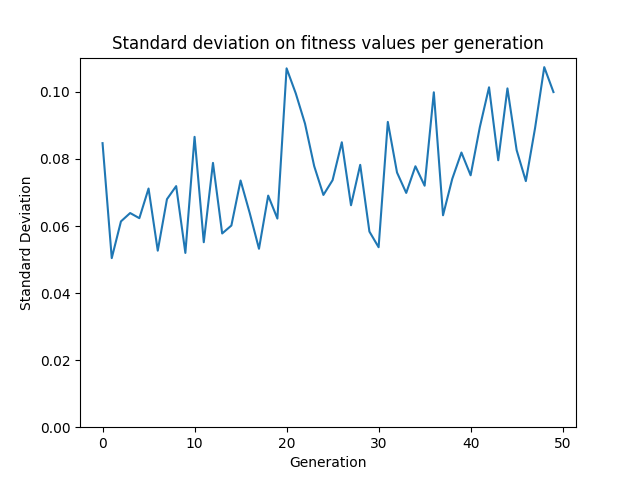 Standard deviation on fitness values per generation
0.10
0.08
0.06
0.04
0.02
0.00
Standard Deviation
0 10 20 30 40 50
Generation